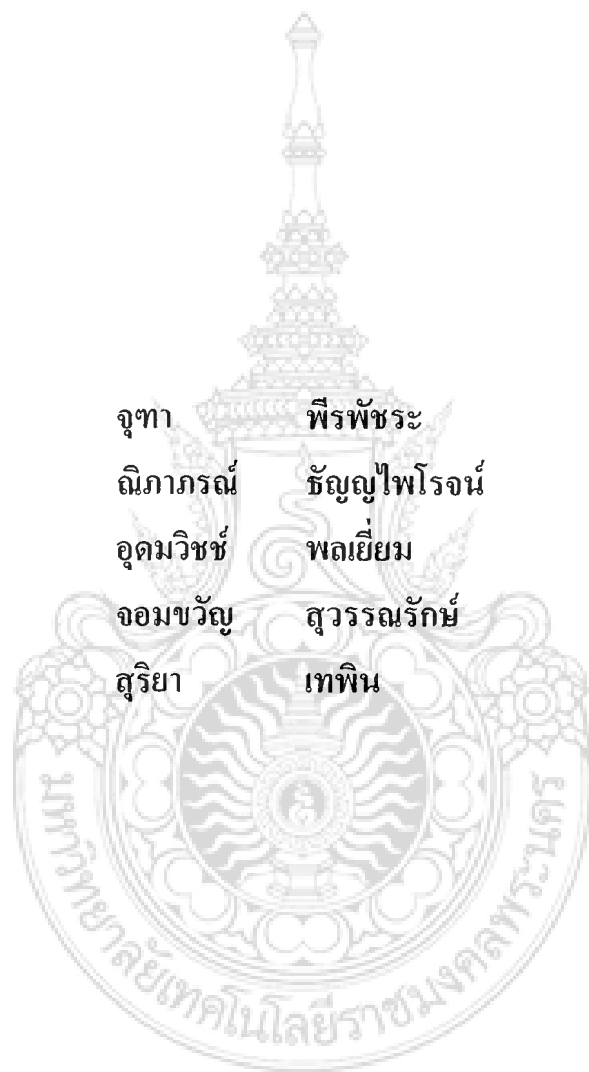 จุฑา พีรพัชระ
ณิภาภรณ์ ธัญญไพโรจน์
อุดมวิชช์ พลเยี่ยม
จอมขวัญ สุวรรณรักษ์
สุริยา เทพิน
มหาวิทยาลัยเทคโนโลยีราชมงคลพระนคร